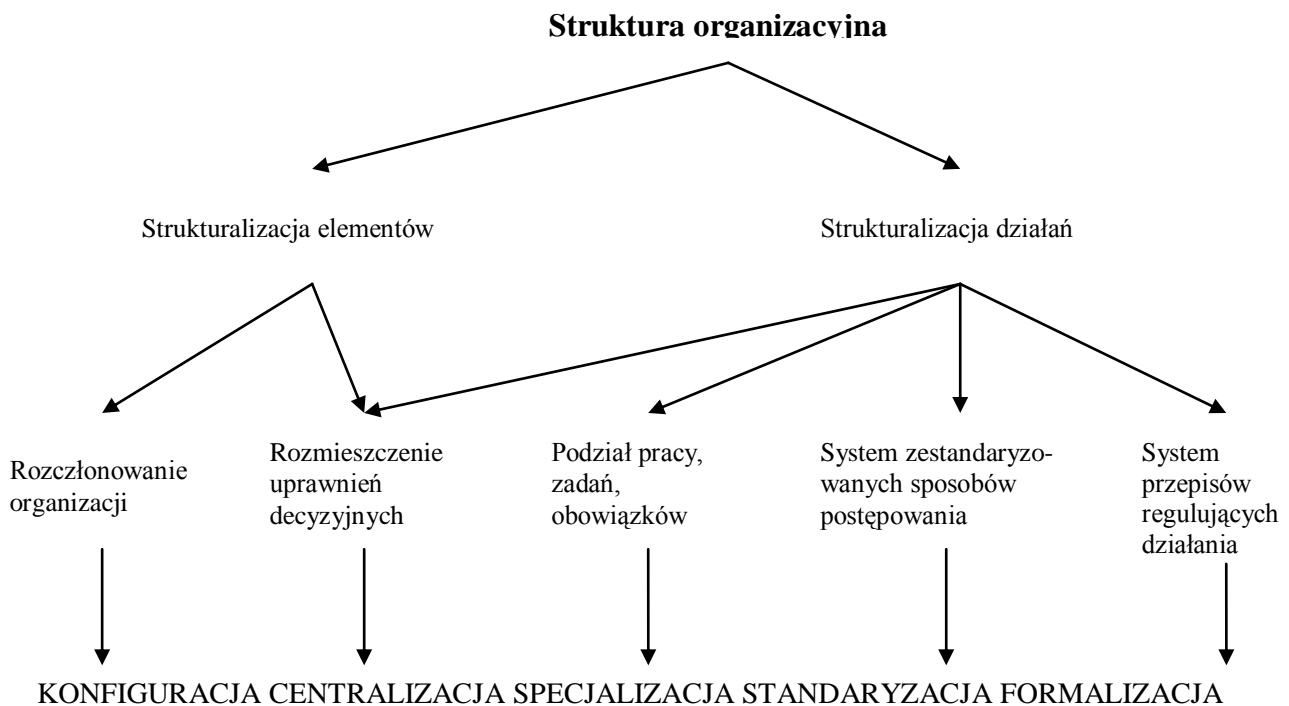 Struktura organizacyjna
Strukturalizacja elementów
Strukturalizacja działań
Rozczłonowanie
organizacji
Rozmieszczenie
uprawnień
decyzyjnych
Podział pracy,
zadań,
obowiązków
System zestandaryzo-
wanych sposobów
postępowania
System
przepisów
regulujących
działania
KONFIGURACJA CENTRALIZACJA SPECJALIZACJA STANDARYZACJA FORMALIZACJA